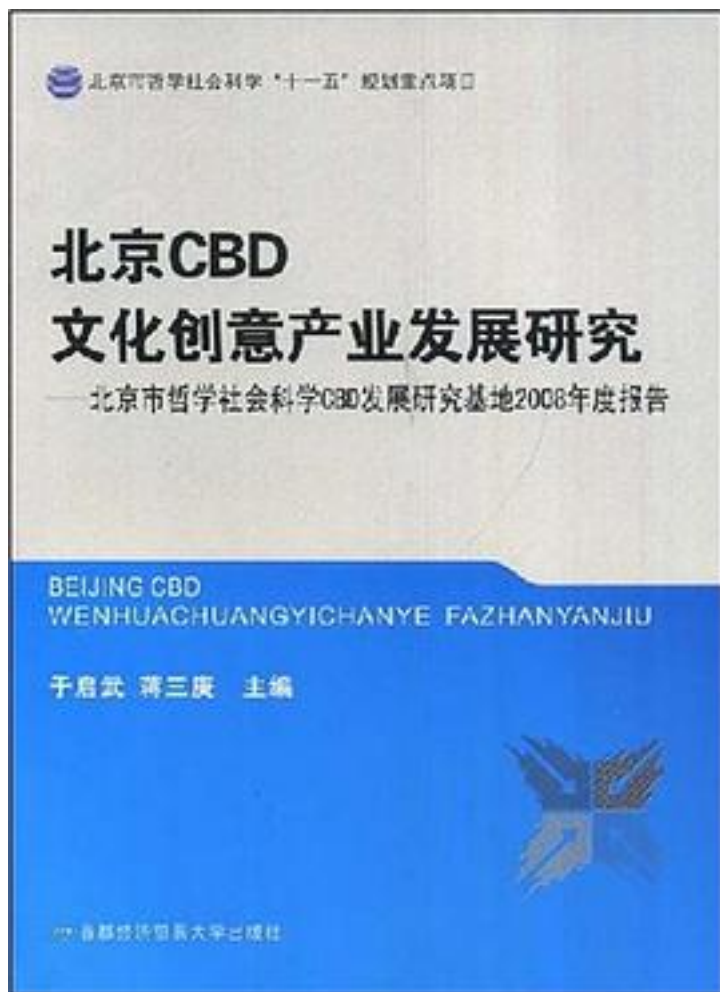 北京市哲学社会科学“十一五”规划重点项目
北京CBD
文化创意产业发展研究
——北京市哲学社会科学CBD发展研究基地2008年度报告
BEIJING CBD
WENHUACHUANGYICHANYE FAZHANYANJIU
于启武 蒋三庚 主编
首都经济贸易大学出版社